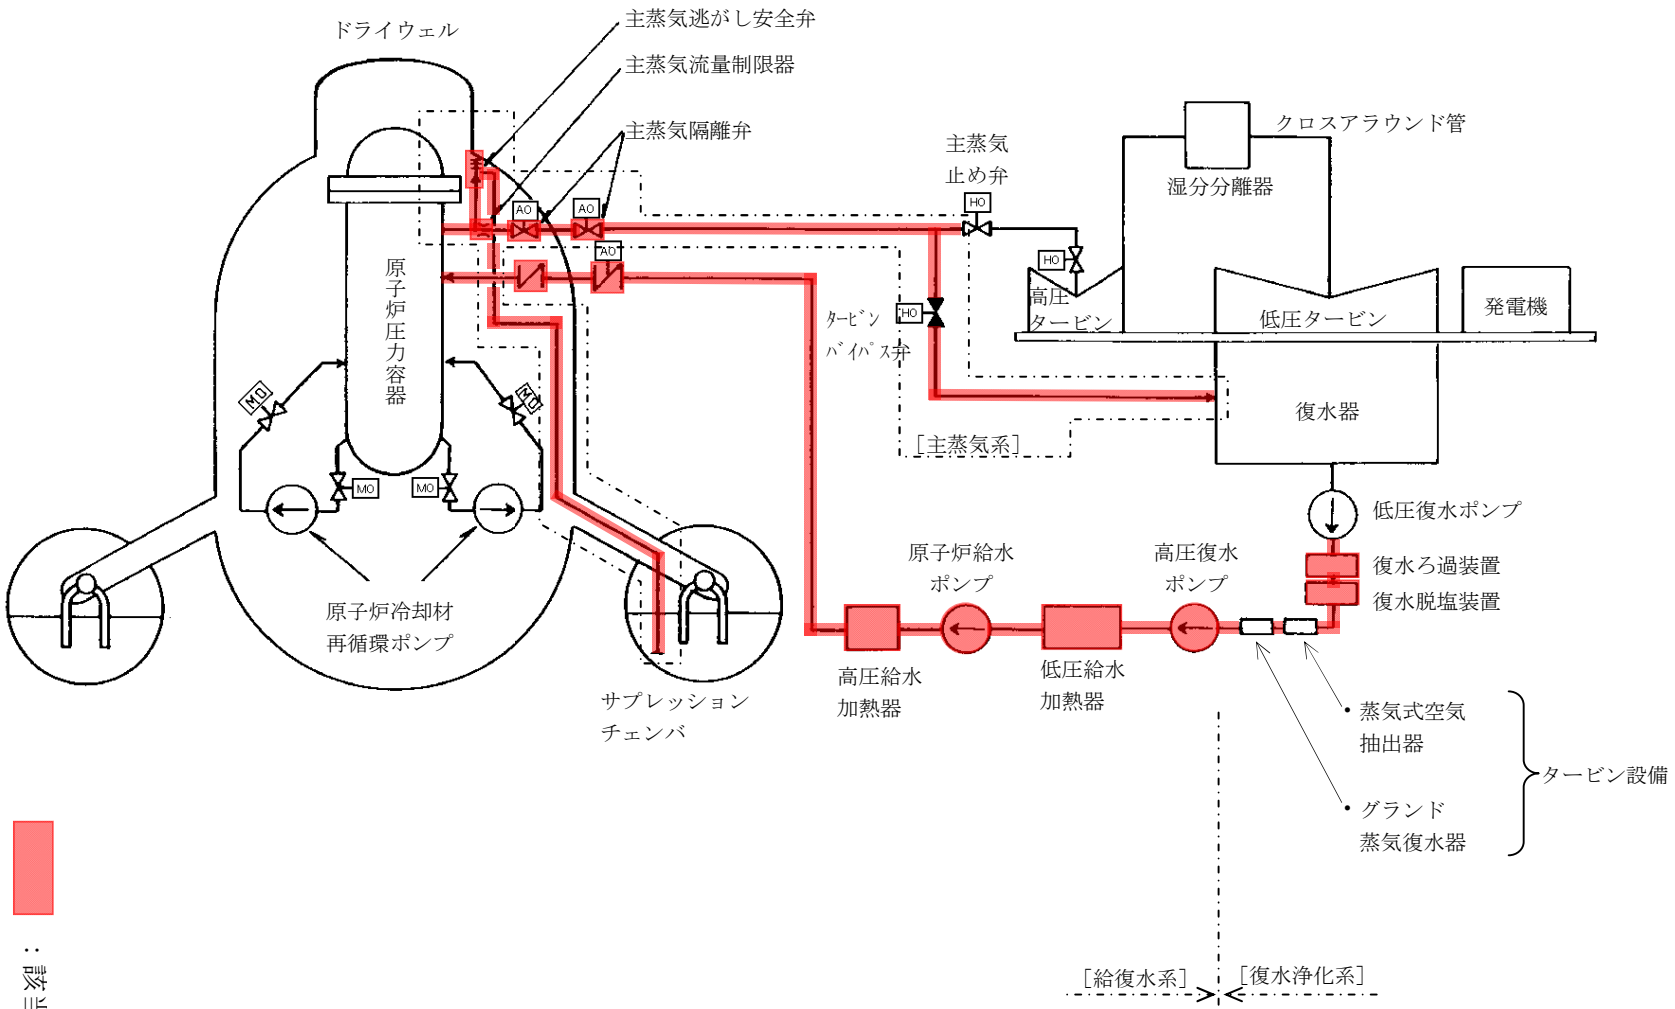 ドライウェル
主蒸気逃がし安全弁
主蒸気流量制限器
主蒸気隔離弁
主蒸気
止め弁
クロスアラウンド管
湿分分離器
AO
AO
AO
HO
HO
HO
原子炉圧力容器
高圧
タービン
低圧タービン
発電機
タービン
バイパス弁
復水器
[主蒸気系]
MO
MO
MO
MO
低圧復水ポンプ
復水ろ過装置
復水脱塩装置
原子炉給水
ポンプ
高圧復水
ポンプ
原子炉冷却材
再循環ポンプ
高圧給水
加熱器
低圧給水
加熱器
サプレッション
チェンバ
・蒸気式空気
抽出器
タービン設備
・グランド
蒸気復水器
[給復水系]
[復水浄化系]
：該当